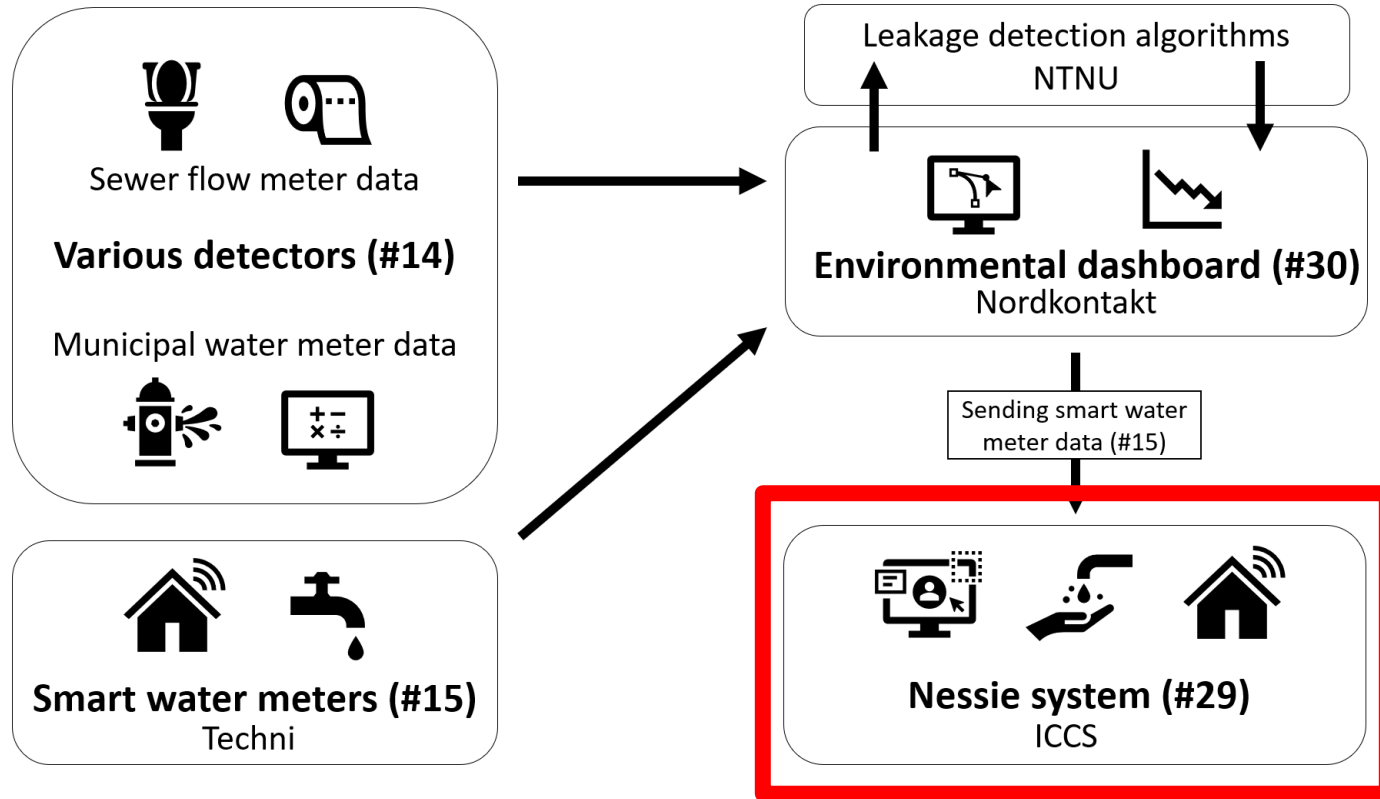 Sewer flow meter data
Various detectors (#14)
Municipal water meter data
Smart water meters (#15)
Techni
Leakage detection algorithms
NTNU
Environmental dashboard (#30)
Nordkontakt
Sending smart water
meter data (#15)
Nessie system (#29)
ICCS